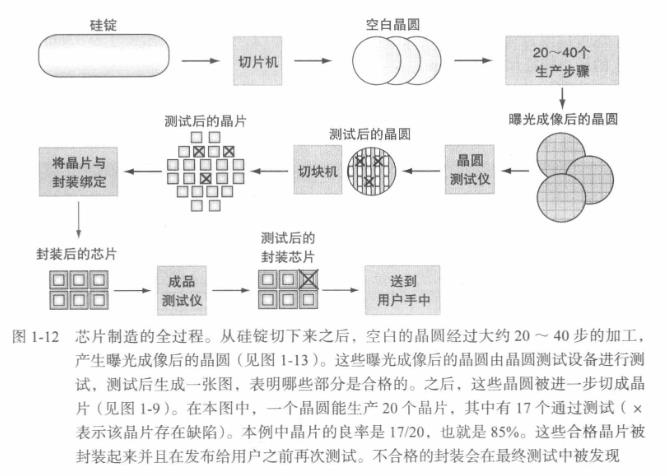 硅锭
切片机
空白晶圆
20～40个
生产步骤
曝光成像后的晶圆
晶圆
测试仪
测试后的晶圆
切块机
测试后的晶片
将晶片与
封装绑定
封装后的芯片
成品
测试仪
测试后的
封装芯片
送到
用户手中
图 1-12 芯片制造的全过程。从硅锭切下来之后，空白的晶圆经过大约 20 ～ 40 步的加工，
产生曝光成像后的晶圆（见图 1-13）。这些曝光成像后的晶圆由晶圆测试设备进行测
试，测试后生成一张图，表明哪些部分是合格的。之后，这些晶圆被进一步切成晶
片（见图 1-9）。在本图中，一个晶圆能生产 20 个晶片，其中有 17 个通过测试（ ×
表示该晶片存在缺陷）。本例中晶片的良率是 17/20，也就是 85%。这些合格晶片被
封装起来并且在发布给用户之前再次测试。不合格的封装会在最终测试中被发现